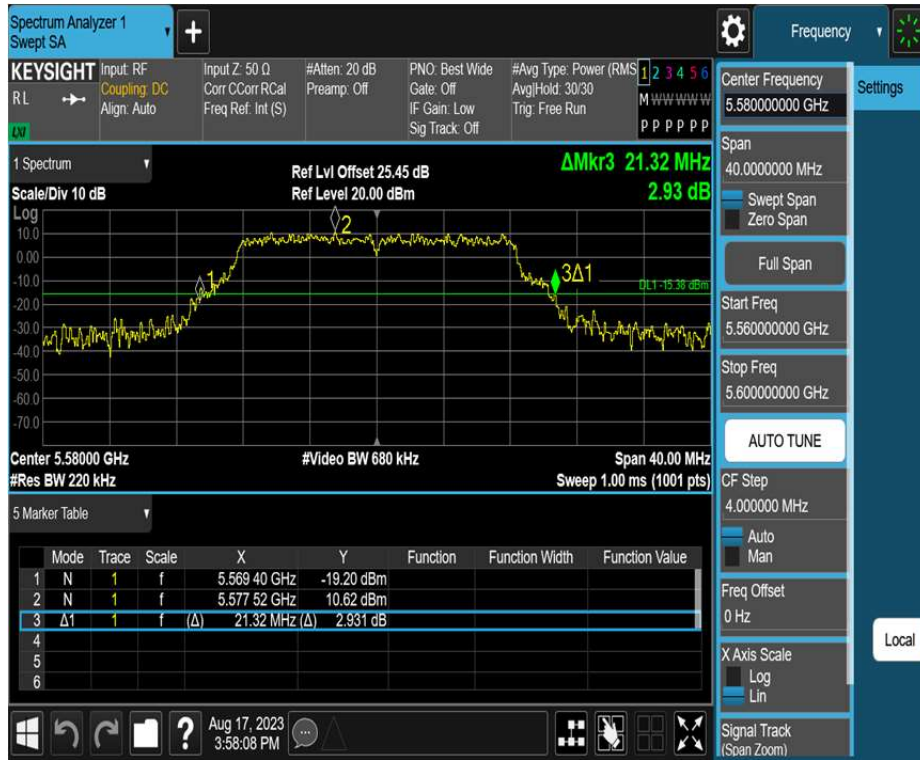 Spectrum Analyzer 1
Swept SA
+
Frequency
KEYSIGHT
RL
LXI
Input: RF
Coupling: DC
Align: Auto
Input Z: 50 Ω
Corr CCorr RCal
Freq Ref: Int (S)
#Atten: 20 dB
Preamp: Off
PNO: Best Wide
Gate: Off
IF Gain: Low
Sig Track: Off
#Avg Type: Power (RMS
Avg|Hold: 30/30
Trig: Free Run
1 2 3 4 5 6
M W W W W W
P P P P P P
1 Spectrum
Scale/Div 10 dB
Ref Lvl Offset 25.45 dB
Ref Level 20.00 dBm
ΔMkr3 21.32 MHz
2.93 dB
Log
10.0
0.00
-10.0
-20.0
-30.0
-40.0
-50.0
-60.0
-70.0
1
2
3Δ1
DL1 -15.38 dBm
Center 5.58000 GHz
#Video BW 680 kHz
Span 40.00 MHz
#Res BW 220 kHz
Sweep 1.00 ms (1001 pts)
5 Marker Table
Mode Trace Scale X Y Function Function Width Function Value
1 N 1 f 5.569 40 GHz -19.20 dBm
2 N 1 f 5.577 52 GHz 10.62 dBm
3 Δ1 1 f (Δ) 21.32 MHz (Δ) 2.931 dB
4
5
6
?
Aug 17, 2023
3:58:08 PM
Center Frequency
5.580000000 GHz
Span
40.0000000 MHz
Swept Span
Zero Span
Full Span
Start Freq
5.560000000 GHz
Stop Freq
5.600000000 GHz
AUTO TUNE
CF Step
4.000000 MHz
Auto
Man
Freq Offset
0 Hz
X Axis Scale
Log
Lin
Signal Track
(Span Zoom)
Settings
Local